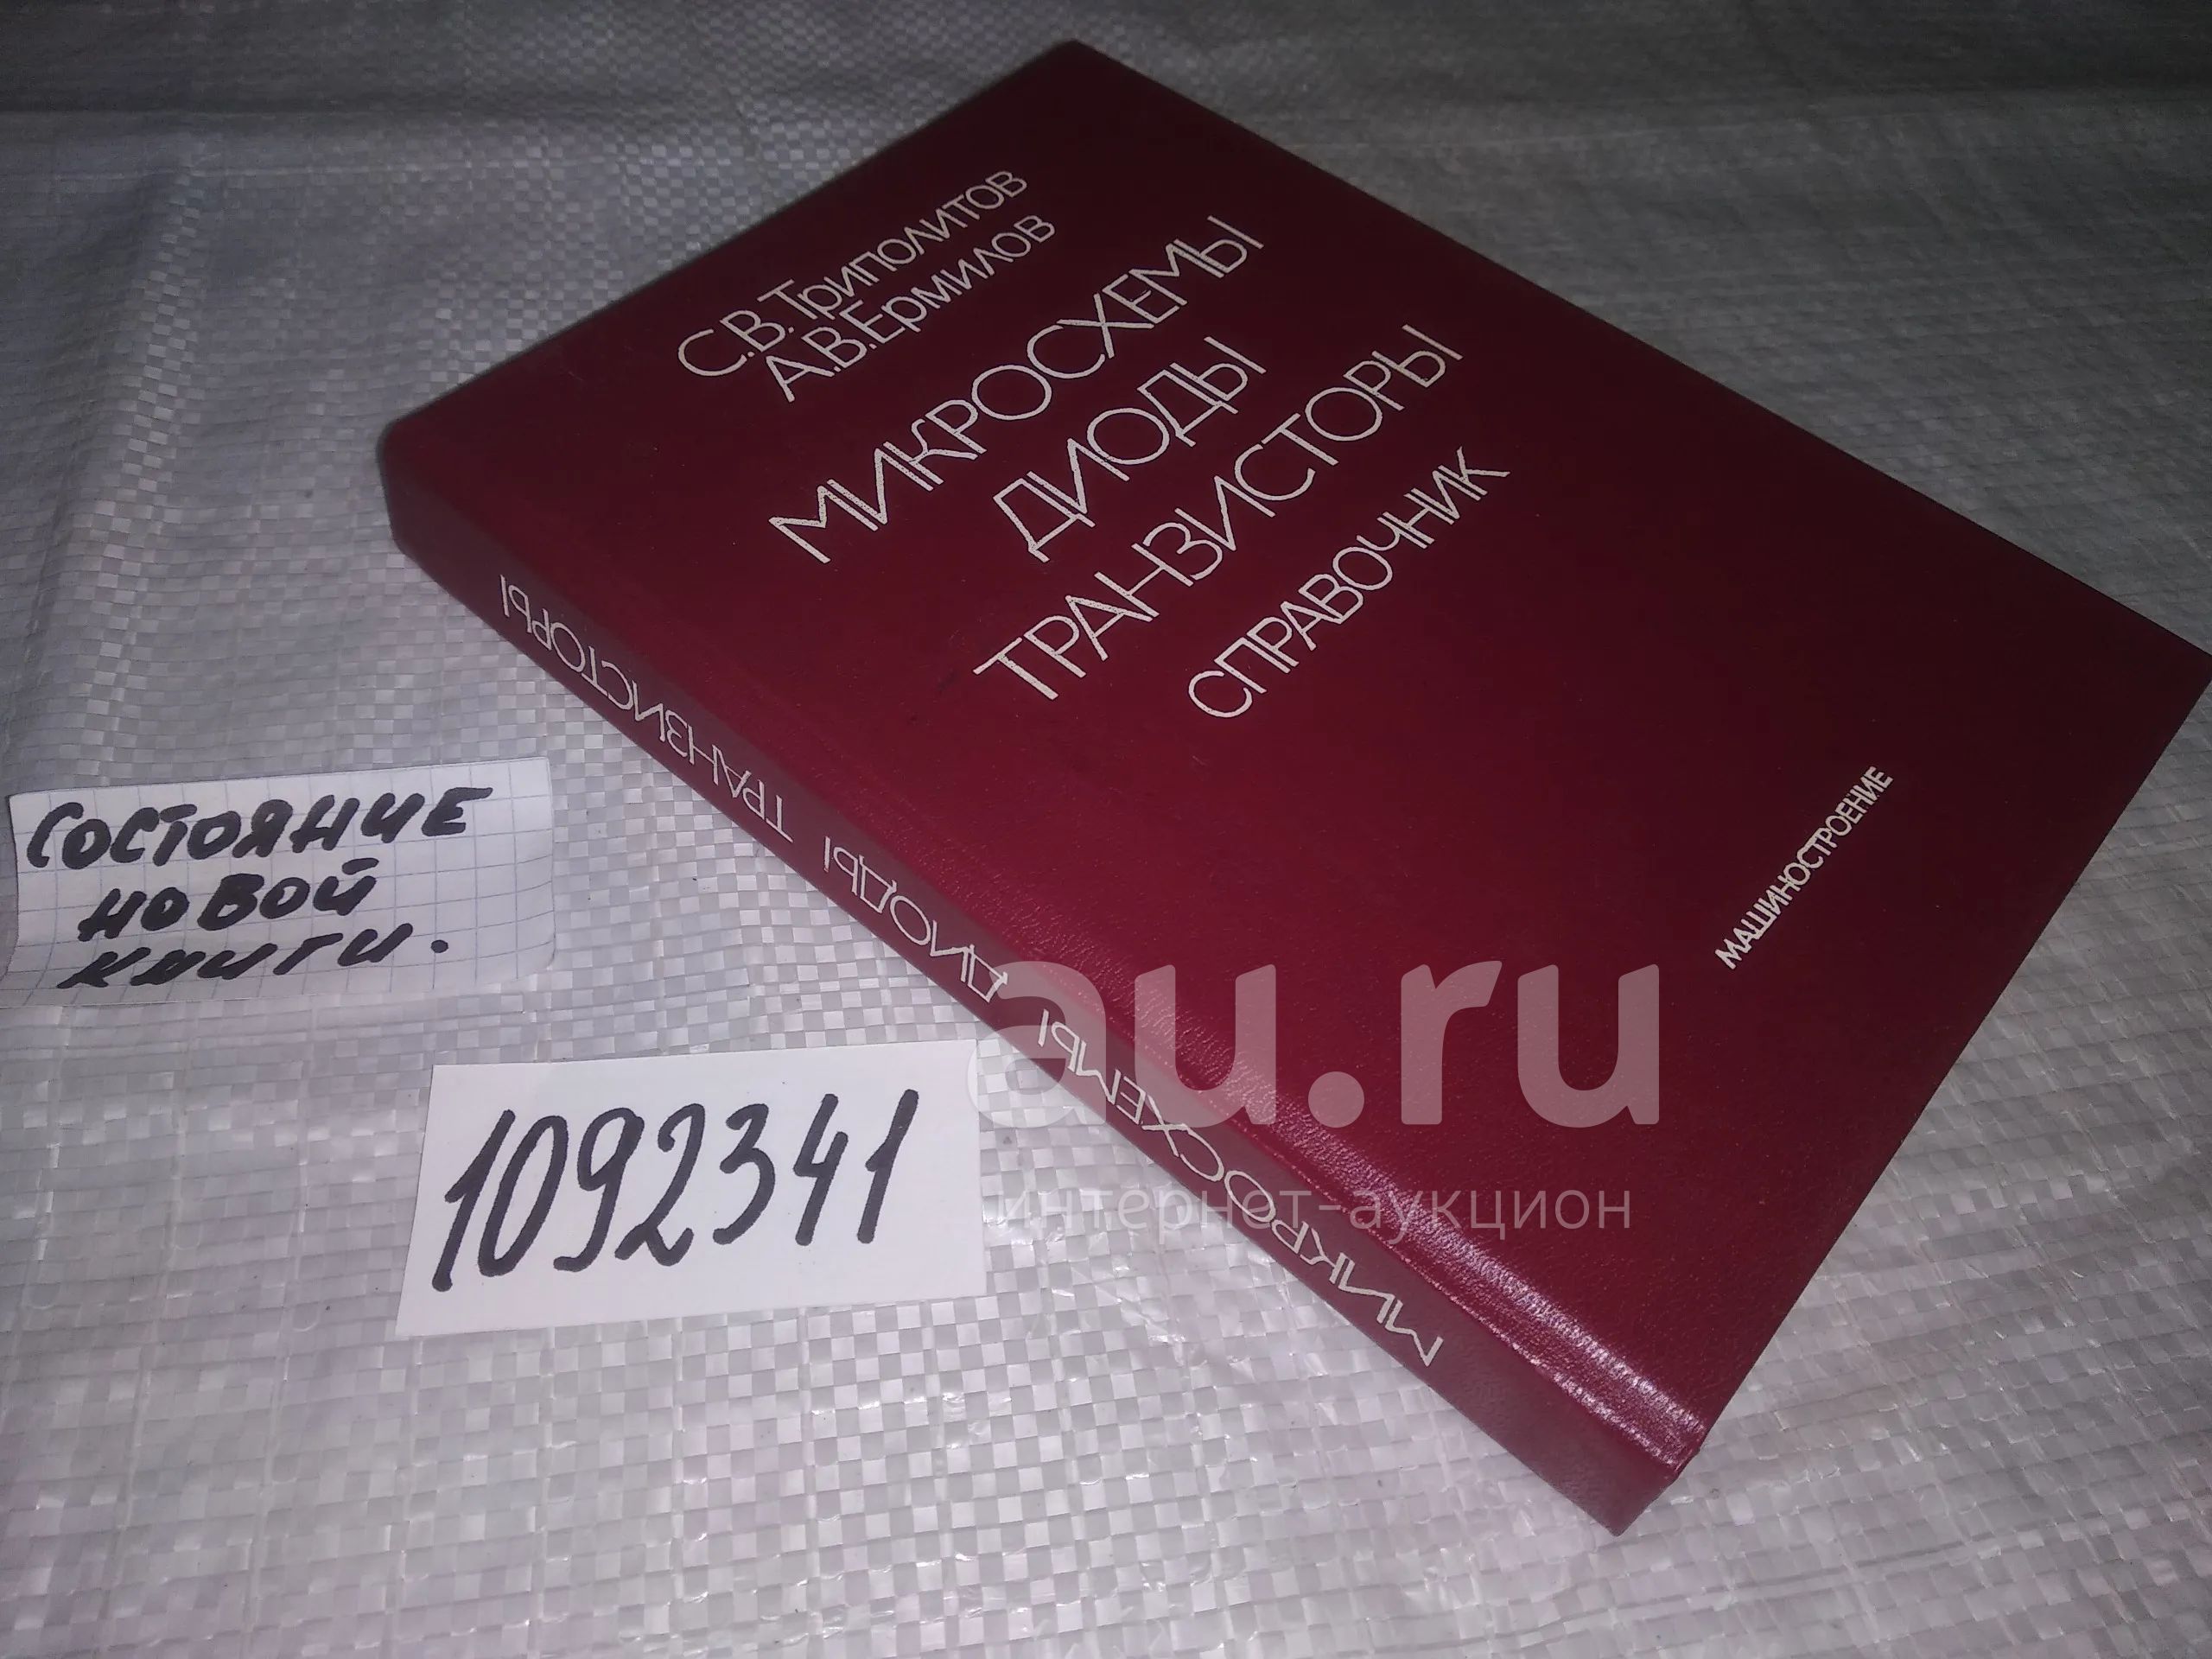 С.В.Триполитов
А.В.Ермилов
МИКРОСХЕМЫ
ДИОДЫ
ТРАНЗИСТОРЫ
СПРАВОЧНИК
МАШИНОСТРОЕНИЕ
МИКРОСХЕМЫ ДИОДЫ ТРАНЗИСТОРЫ
СОСТОЯНИЕ
НОВОЙ
КНИГИ.
1092341
au.ru
интернет-аукцион